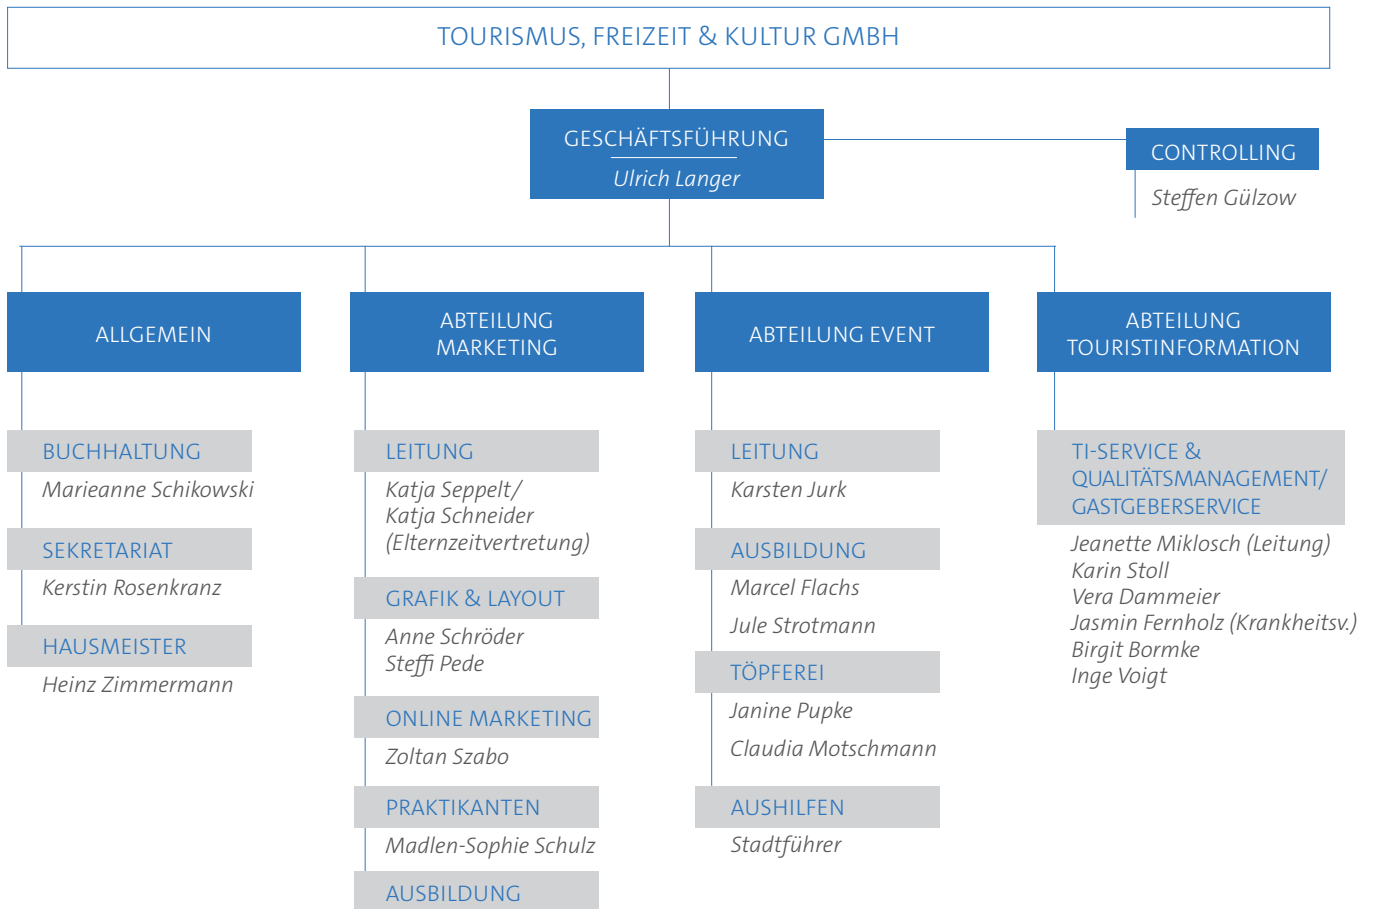 TOURISMUS, FREIZEIT & KULTUR GMBH
GESCHÄFTSFÜHRUNG
Ulrich Langer
CONTROLLING
Steffen Gülzow
ALLGEMEIN
BUCHHALTUNG
Marieanne Schikowski
SEKRETARIAT
Kerstin Rosenkranz
HAUSMEISTER
Heinz Zimmermann
ABTEILUNG
MARKETING
LEITUNG
Katja Seppelt/
Katja Schneider
(Elternzeitvertretung)
GRAFIK & LAYOUT
Anne Schröder
Steffi Pede
ONLINE MARKETING
Zoltan Szabo
PRAKTIKANTEN
Madlen-Sophie Schulz
AUSBILDUNG
ABTEILUNG EVENT
LEITUNG
Karsten Jurk
AUSBILDUNG
Marcel Flachs
Jule Strotmann
TÖPFEREI
Janine Pupke
Claudia Motschmann
AUSHILFEN
Stadtführer
ABTEILUNG
TOURISTINFORMATION
TI-SERVICE &
QUALITÄTSMANAGEMENT/
GASTGEBERSERVICE
Jeanette Miklosch (Leitung)
Karin Stoll
Vera Dammeier
Jasmin Fernholz (Krankheitsv.)
Birgit Bormke
Inge Voigt